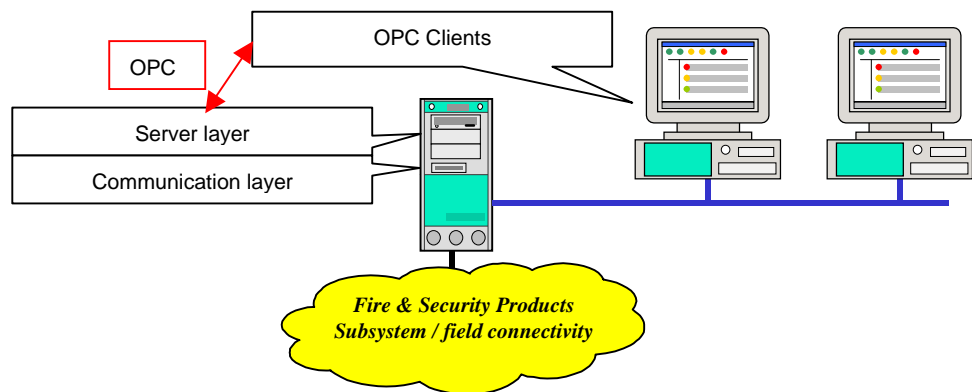 OPC Clients
OPC
Server layer
Communication layer
Fire & Security Products
Subsystem / field connectivity